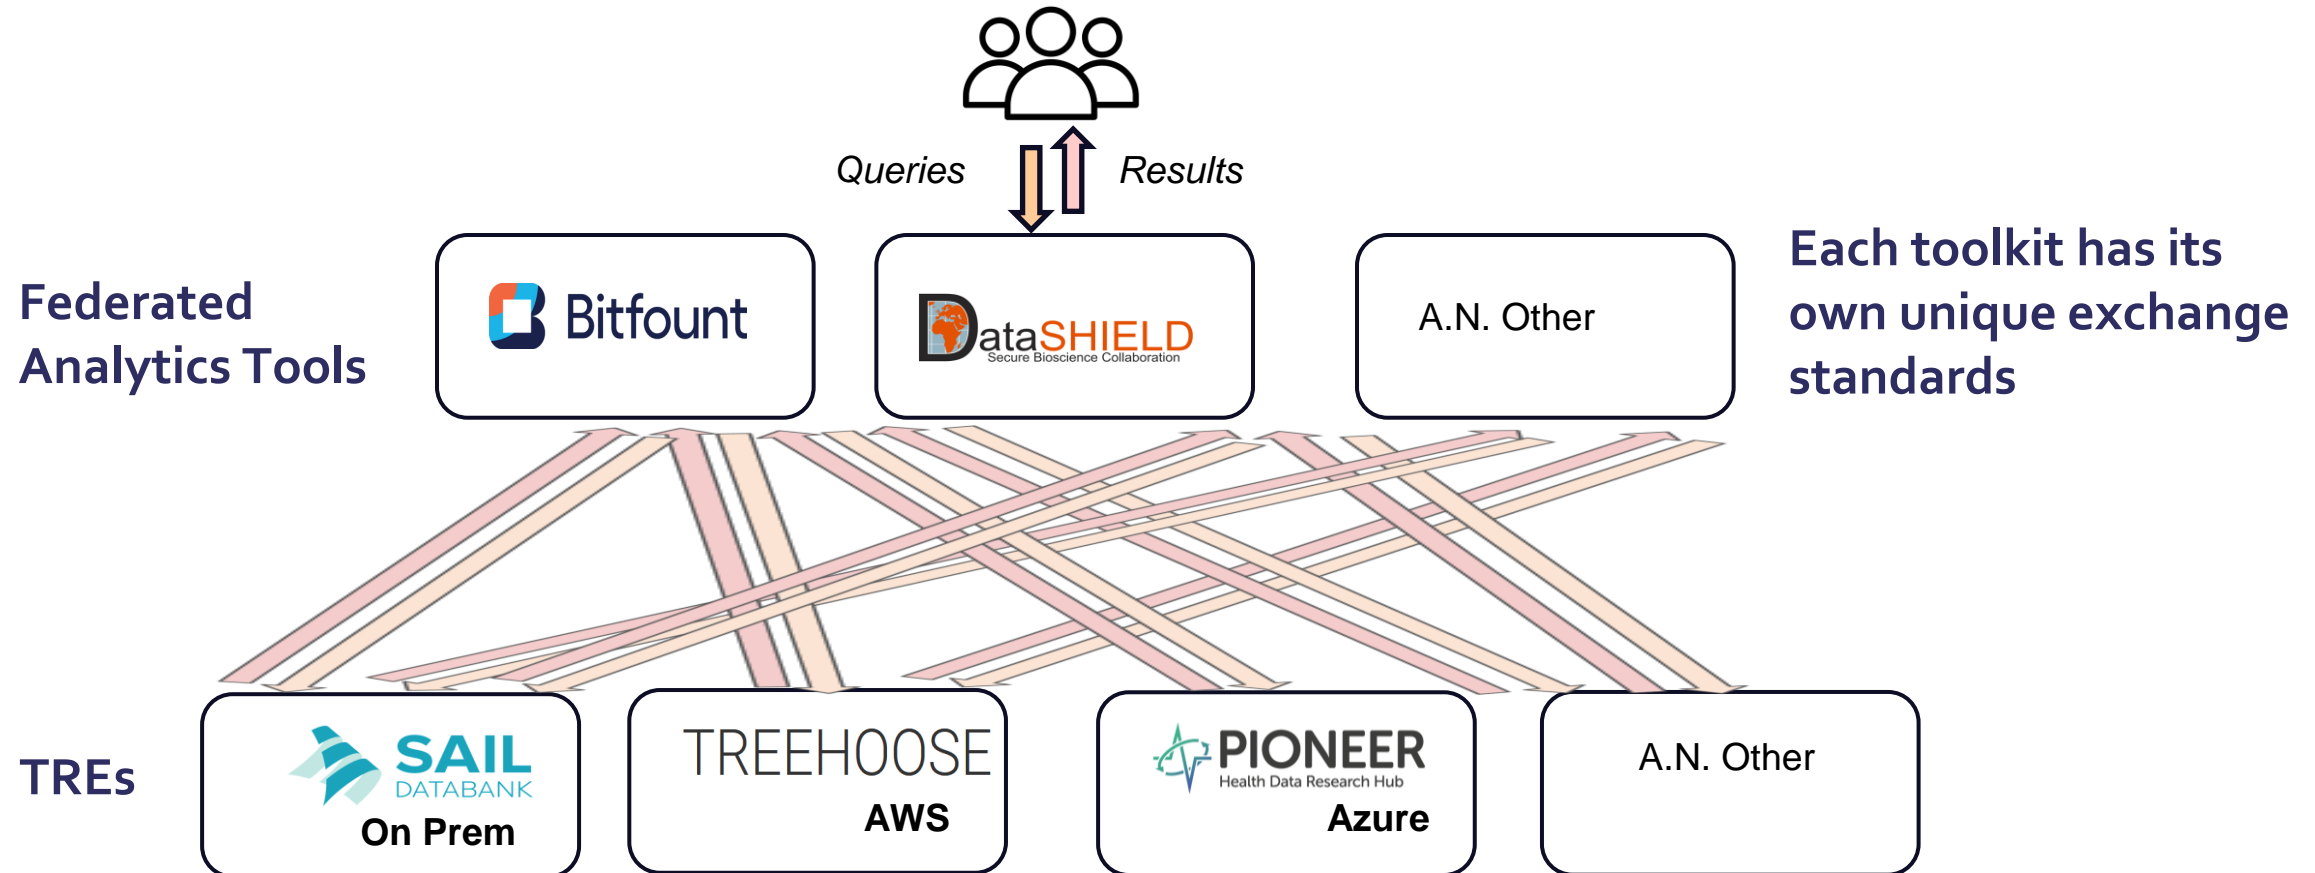 Queries
Results
Federated
Analytics Tools
Bitfount
DataSHIELD
Secure Bioscience Collaboration
A.N. Other
Each toolkit has its
own unique exchange
standards
TREs
SAIL
DATABANK
On Prem
TREEHOOSE
AWS
PIONEER
Health Data Research Hub
Azure
A.N. Other